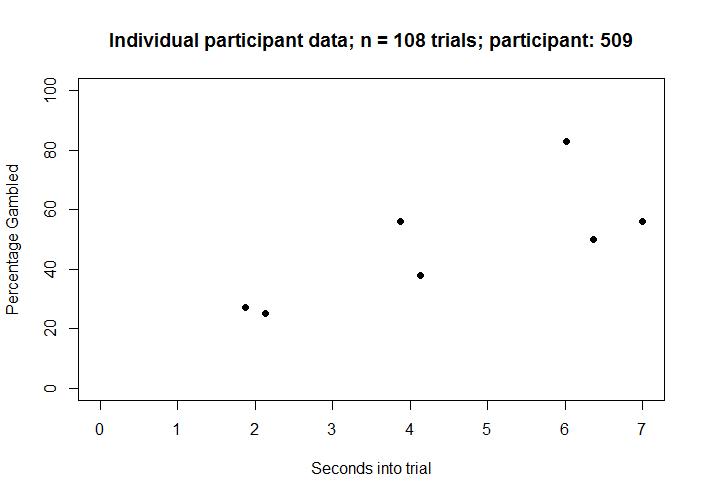 Individual participant data; n = 108 trials; participant: 509
Percentage Gambled
100
80
60
40
20
0
0 1 2 3 4 5 6 7
Seconds into trial